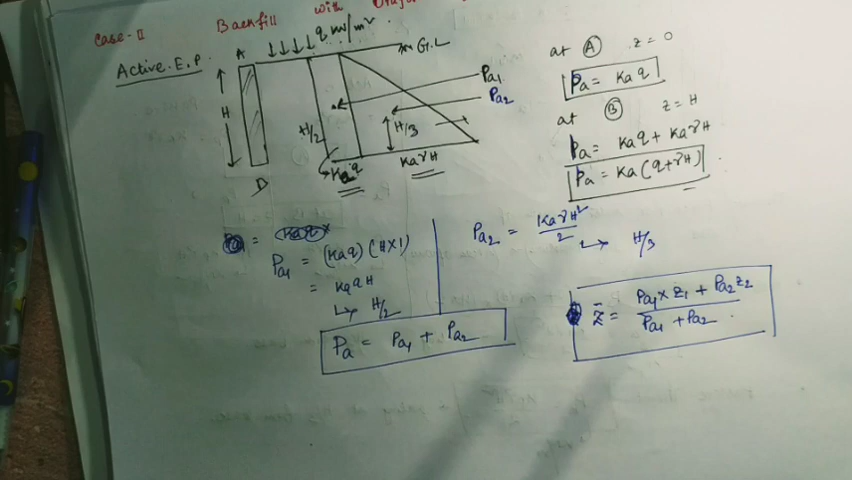 Case-II Backfill with
Active.E.P.
q kN/m²
A
G.L
H
H/2
H/3
Pa1
Pa2
Kaq
KaγH
at Ⓐ z = 0
Pa = Kaq
at Ⓑ z = H
Pa = Kaq + KaγH
Pa = Ka(q+γH)
Pa1 = (Kaq)(H×1)
= KaqH
↳ H/2
Pa2 = KaγH²/2
↳ H/3
Pa = Pa1 + Pa2
z̄ = Pa1 × z1 + Pa2 z2
Pa1 + Pa2